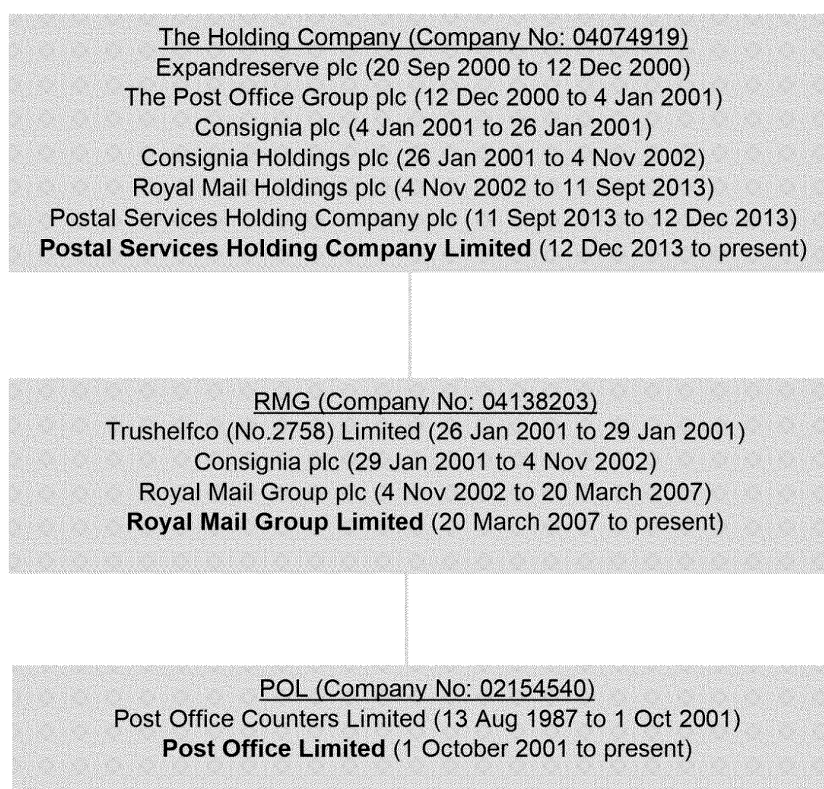 The Holding Company (Company No: 04074919)
Expandreserve plc (20 Sep 2000 to 12 Dec 2000)
The Post Office Group plc (12 Dec 2000 to 4 Jan 2001)
Consignia plc (4 Jan 2001 to 26 Jan 2001)
Consignia Holdings plc (26 Jan 2001 to 4 Nov 2002)
Royal Mail Holdings plc (4 Nov 2002 to 11 Sept 2013)
Postal Services Holding Company plc (11 Sept 2013 to 12 Dec 2013)
Postal Services Holding Company Limited (12 Dec 2013 to present)
RMG (Company No: 04138203)
Trushelfco (No.2758) Limited (26 Jan 2001 to 29 Jan 2001)
Consignia plc (29 Jan 2001 to 4 Nov 2002)
Royal Mail Group plc (4 Nov 2002 to 20 March 2007)
Royal Mail Group Limited (20 March 2007 to present)
POL (Company No: 02154540)
Post Office Counters Limited (13 Aug 1987 to 1 Oct 2001)
Post Office Limited (1 October 2001 to present)